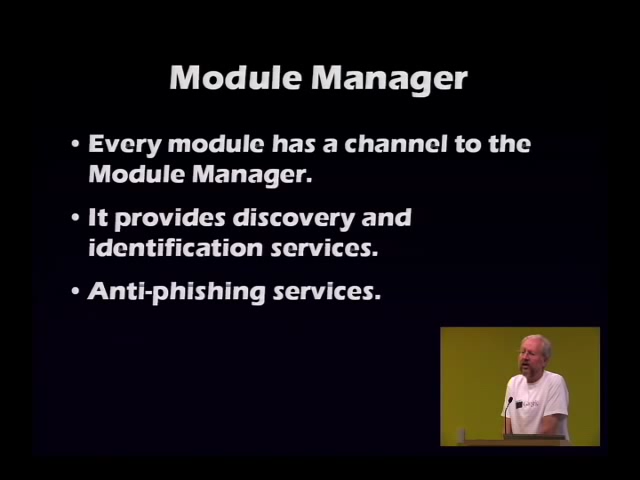 Module Manager
• Every module has a channel to the
Module Manager.
• It provides discovery and
identification services.
• Anti-phishing services.